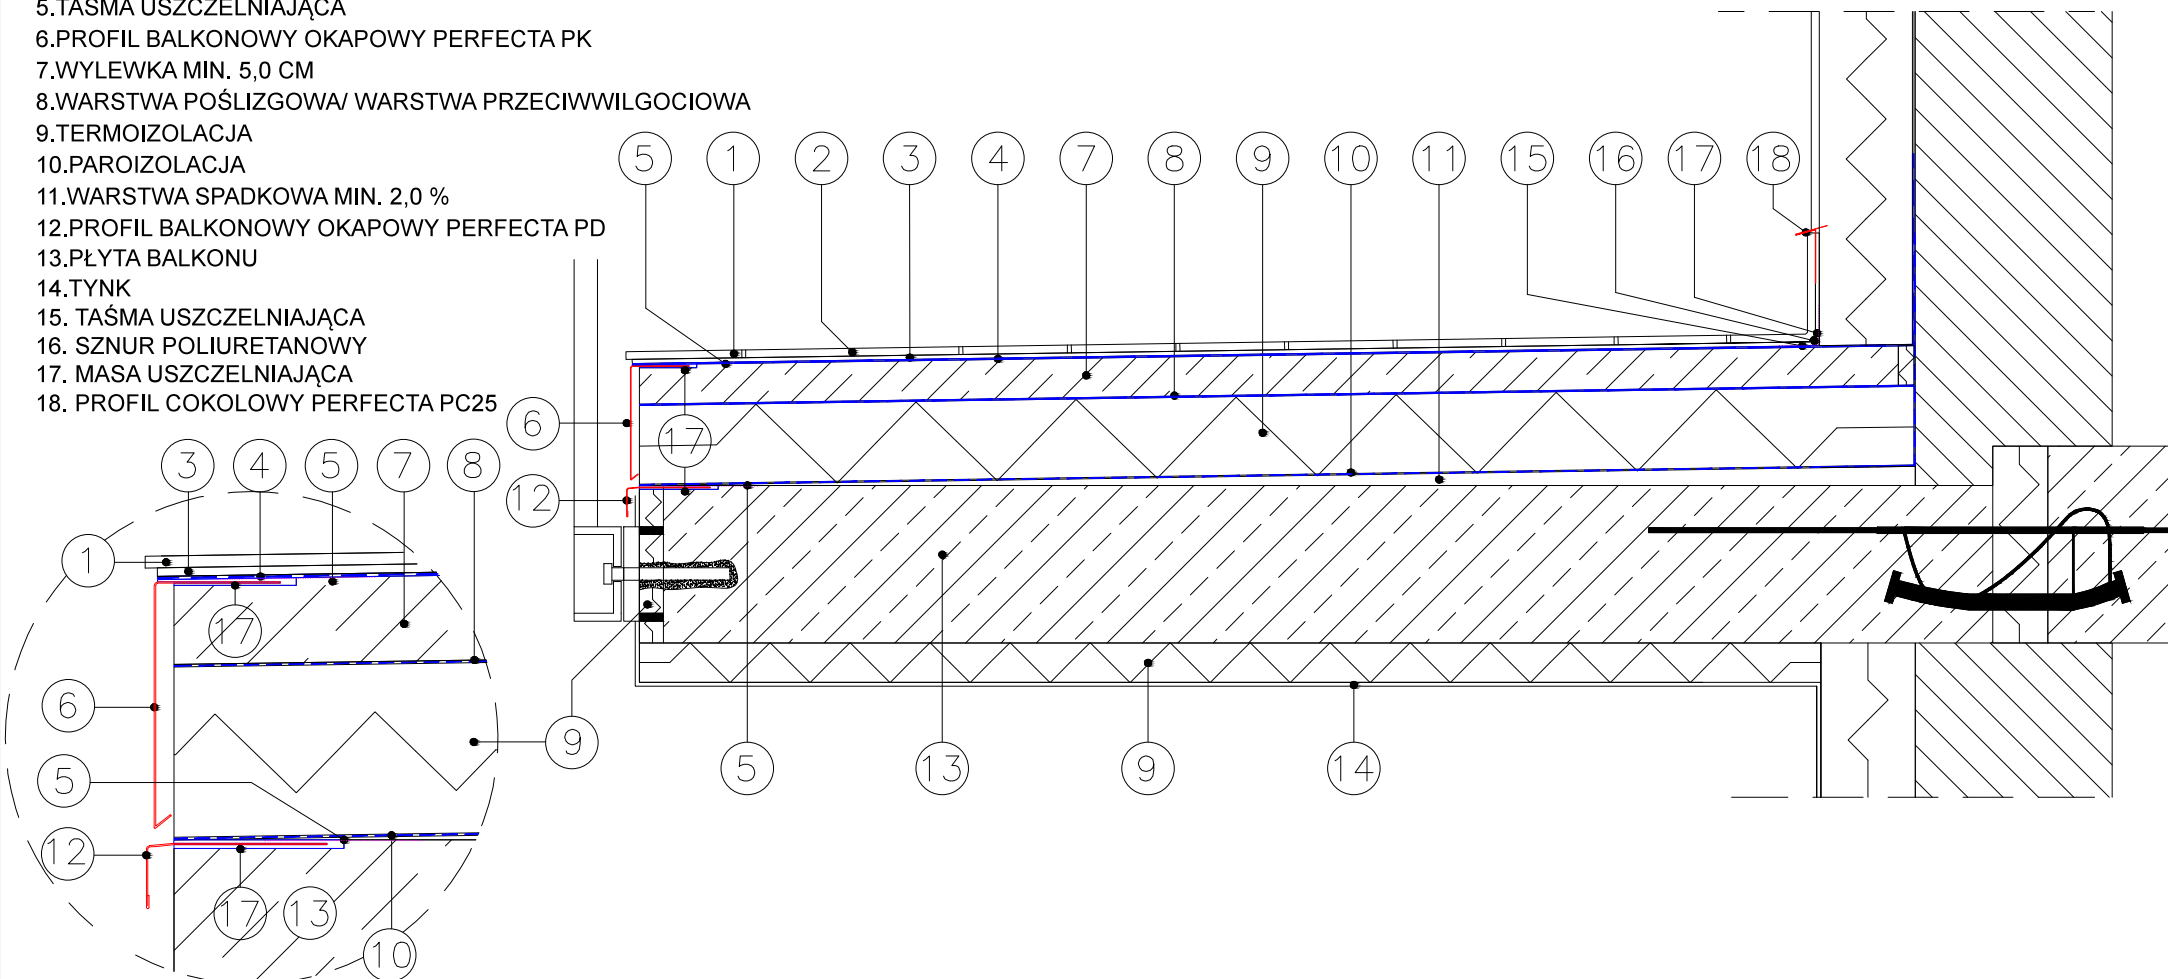 5.TAŚMA USZCZELNIAJĄCA
6.PROFIL BALKONOWY OKAPOWY PERFECTA PK
7.WYLEWKA MIN. 5,0 CM
8.WARSTWA POŚLIZGOWA/ WARSTWA PRZECIWWILGOCIOWA
9.TERMOIZOLACJA
10.PAROIZOLACJA
11.WARSTWA SPADKOWA MIN. 2,0 %
12.PROFIL BALKONOWY OKAPOWY PERFECTA PD
13.PŁYTA BALKONU
14.TYNK
15. TAŚMA USZCZELNIAJĄCA
16. SZNUR POLIURETANOWY
17. MASA USZCZELNIAJĄCA
18. PROFIL COKOLOWY PERFECTA PC25
5 1 2 3 4 7 8 9 10 11 15 16 17 18
6
17
12
3 4 5 7 8
1
17
6
9
5
12
17 13
10
5 13 9 14